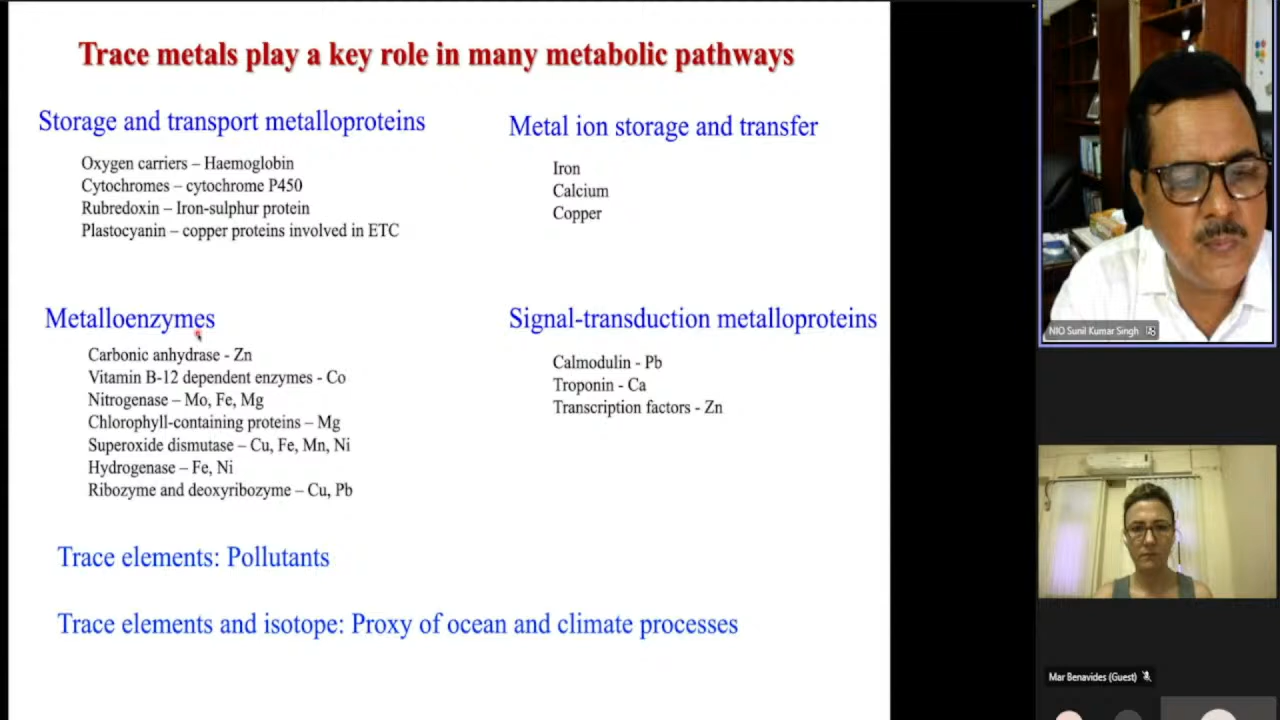 Trace metals play a key role in many metabolic pathways
Storage and transport metalloproteins
Oxygen carriers – Haemoglobin
Cytochromes – cytochrome P450
Rubredoxin – Iron-sulphur protein
Plastocyanin – copper proteins involved in ETC
Metal ion storage and transfer
Iron
Calcium
Copper
Metalloenzymes
Carbonic anhydrase - Zn
Vitamin B-12 dependent enzymes - Co
Nitrogenase – Mo, Fe, Mg
Chlorophyll-containing proteins – Mg
Superoxide dismutase – Cu, Fe, Mn, Ni
Hydrogenase – Fe, Ni
Ribozyme and deoxyribozyme – Cu, Pb
Signal-transduction metalloproteins
Calmodulin - Pb
Troponin - Ca
Transcription factors - Zn
Trace elements: Pollutants
Trace elements and isotope: Proxy of ocean and climate processes
NIO Sunil Kumar Singh
Mar Benavides (Guest)